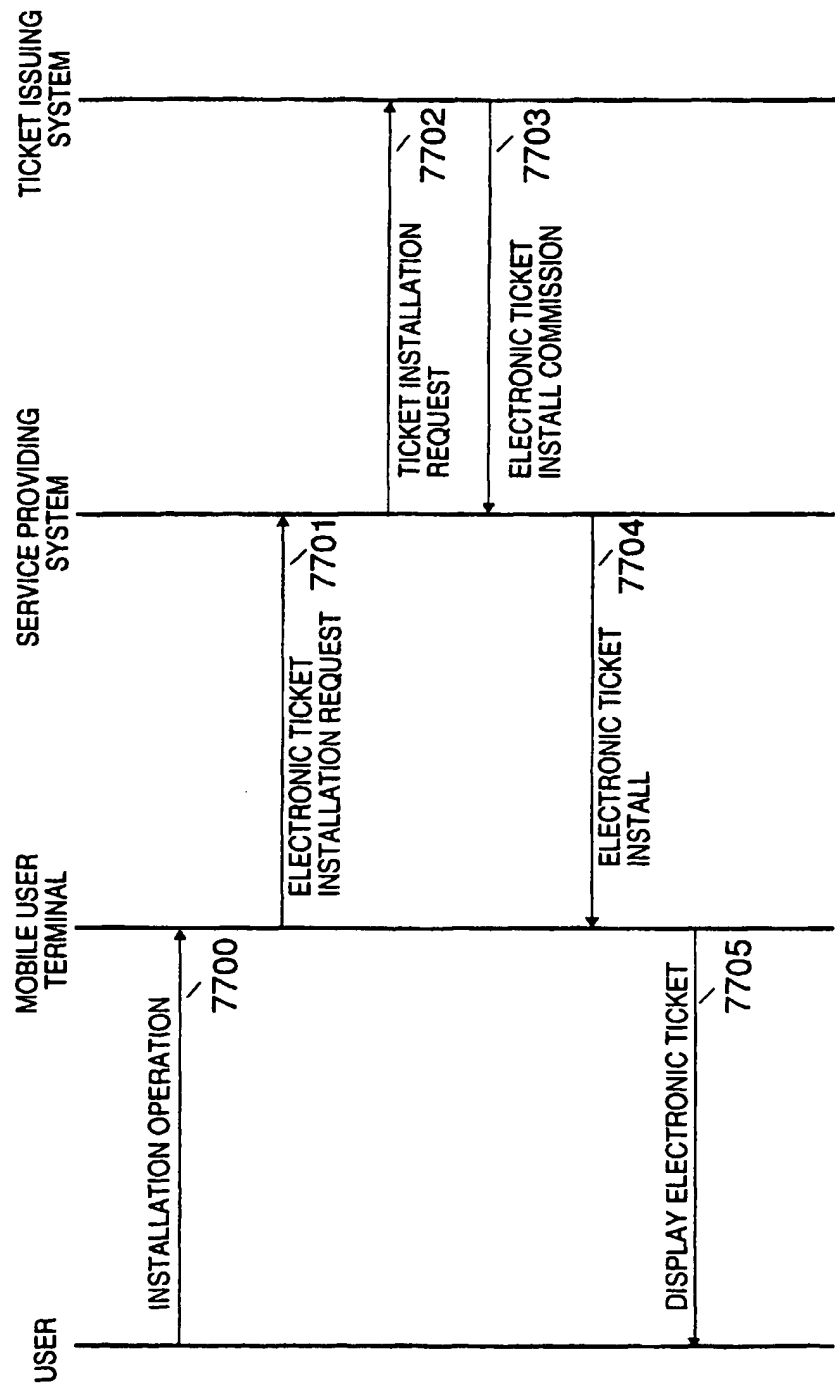 USER
MOBILE USER
TERMINAL
SERVICE PROVIDING
SYSTEM
TICKET ISSUING
SYSTEM
INSTALLATION OPERATION
7700
ELECTRONIC TICKET
INSTALLATION REQUEST
7701
TICKET INSTALLATION
REQUEST
7702
ELECTRONIC TICKET
INSTALL COMMISSION
7703
ELECTRONIC TICKET
INSTALL
7704
DISPLAY ELECTRONIC TICKET
7705